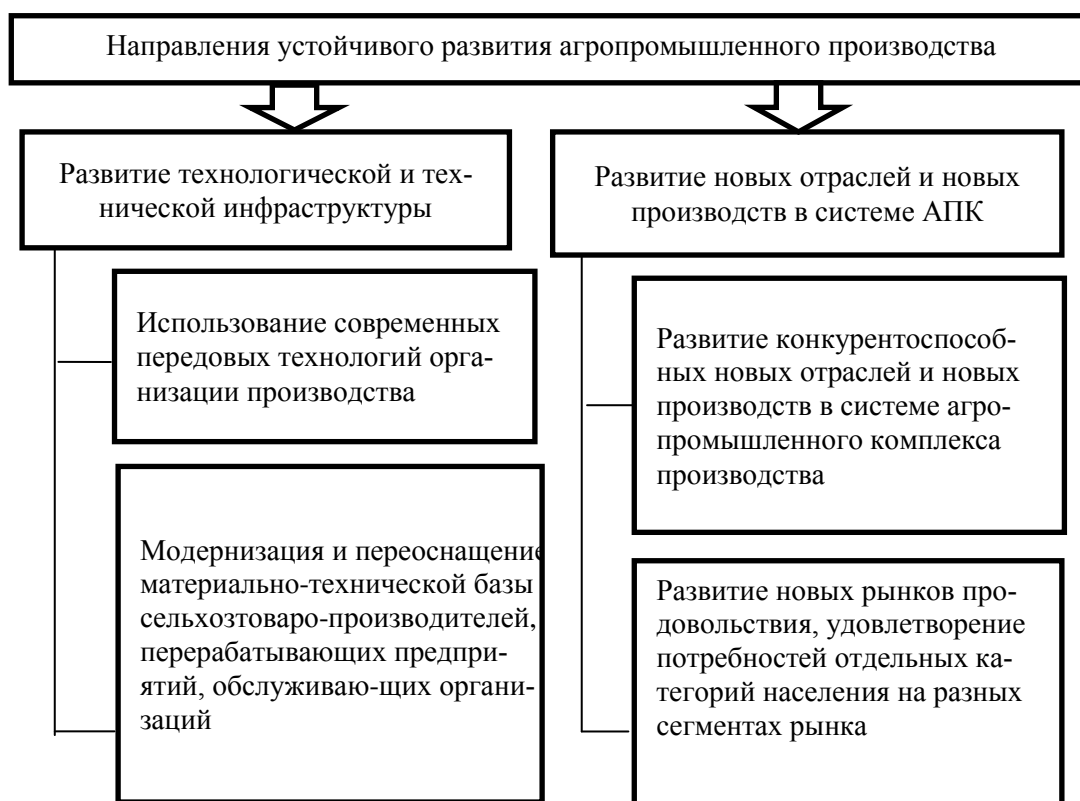 Направления устойчивого развития агропромышленного производства
Развитие технологической и тех-
нической инфраструктуры
Использование современных
передовых технологий орга-
низации производства
Модернизация и переоснащение
материально-технической базы
сельхозтоваро-производителей,
перерабатывающих предпри-
ятий, обслуживаю-щих органи-
заций
Развитие новых отраслей и новых
производств в системе АПК
Развитие конкурентоспособ-
ных новых отраслей и новых
производств в системе агро-
промышленного комплекса
производства
Развитие новых рынков про-
довольствия, удовлетворение
потребностей отдельных ка-
тегорий населения на разных
сегментах рынка